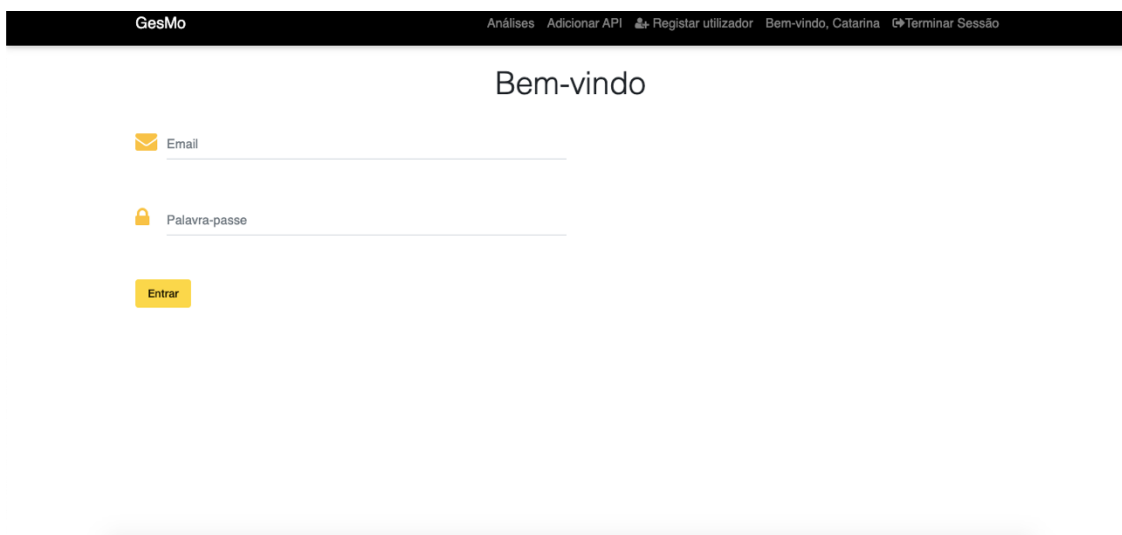 GesMo Análises Adicionar API Registar utilizador Bem-vindo, Catarina Terminar Sessão
Bem-vindo
Email
Palavra-passe
Entrar